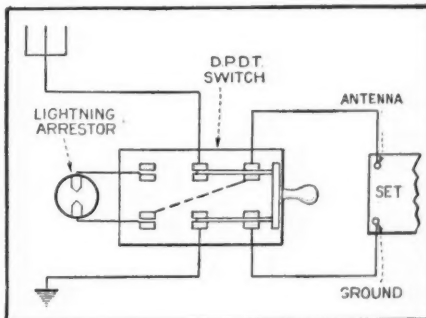 D.P.D.T.
SWITCH
LIGHTNING
ARRESTOR
ANTENNA
SET
GROUND